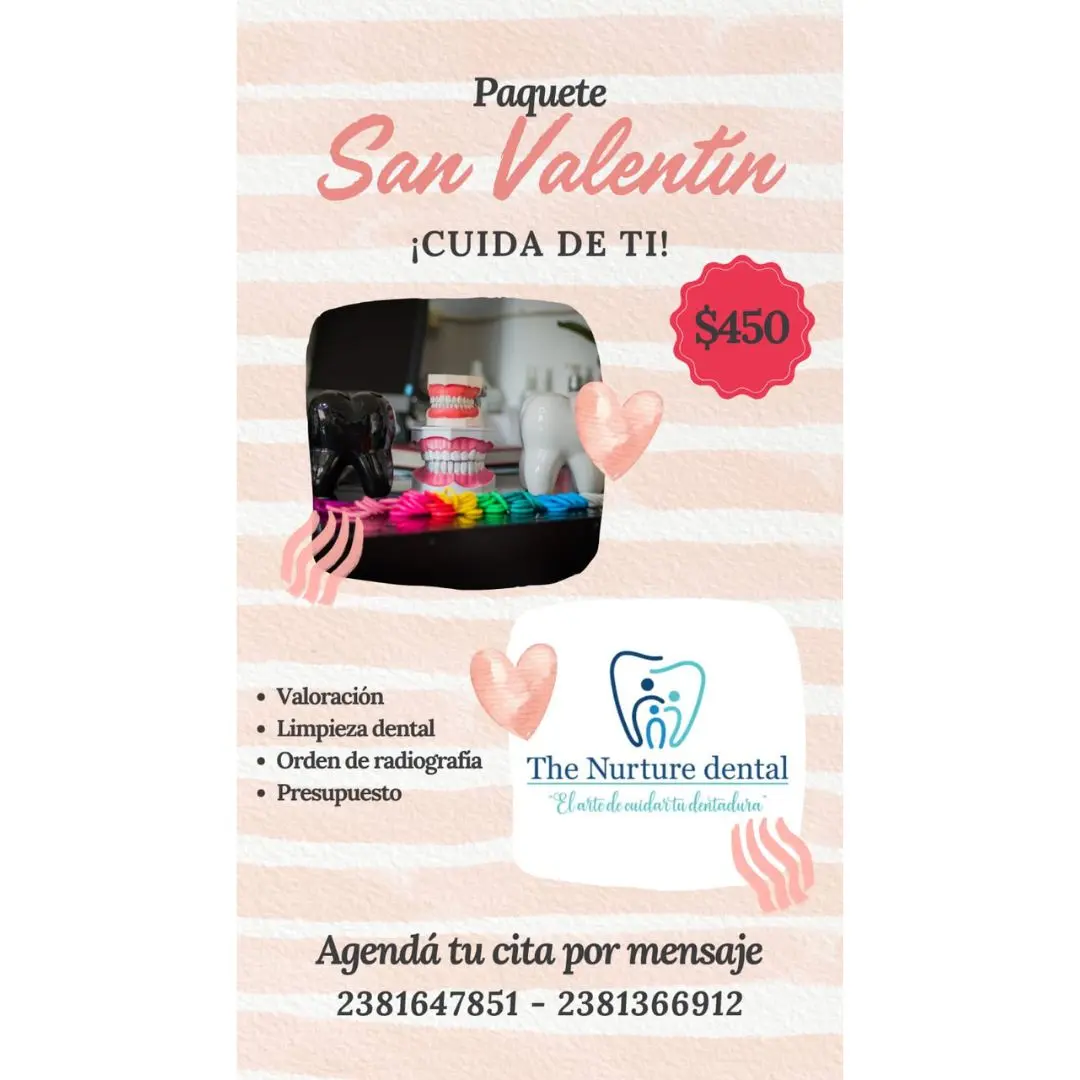 Paquete
San Valentín
¡CUIDA DE TI!
$450
• Valoración
• Limpieza dental
• Orden de radiografía
• Presupuesto
The Nurture dental
"El arte de cuidar tu dentadura"
Agendá tu cita por mensaje
2381647851 - 2381366912